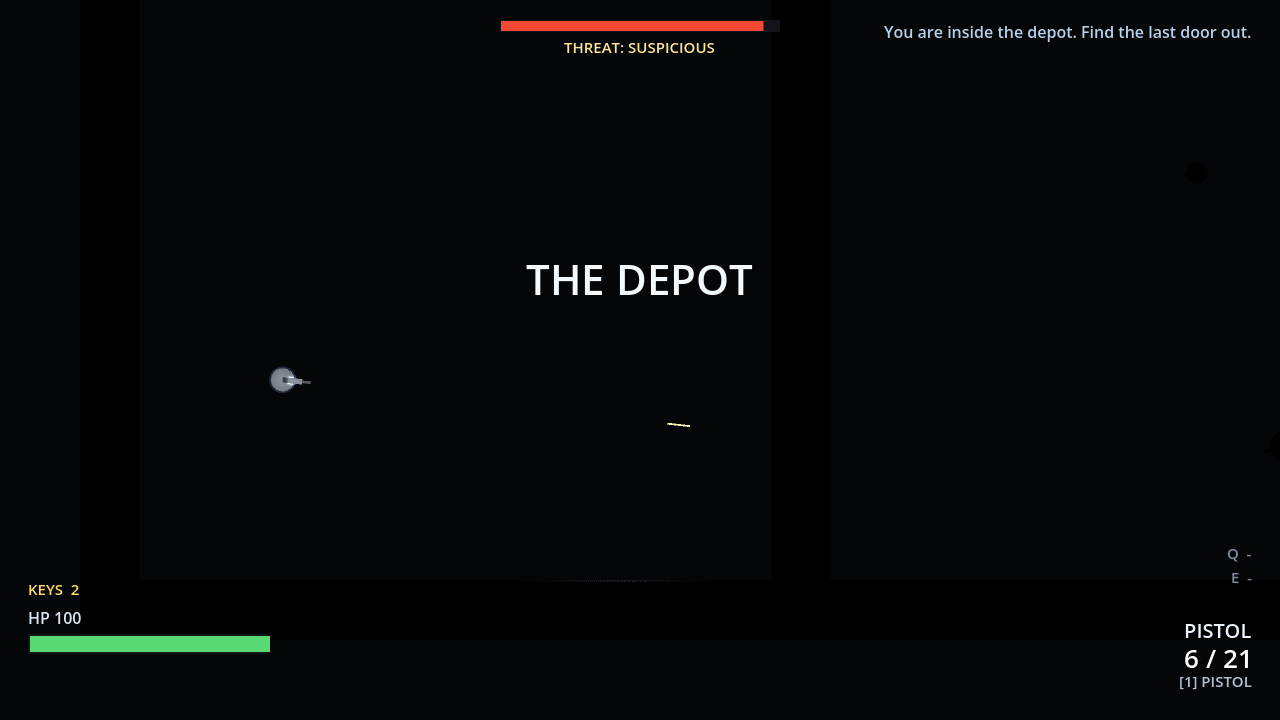 THREAT: SUSPICIOUS
You are inside the depot. Find the last door out.
THE DEPOT
Q -
E -
KEYS 2
HP 100
PISTOL
6 / 21
[1] PISTOL